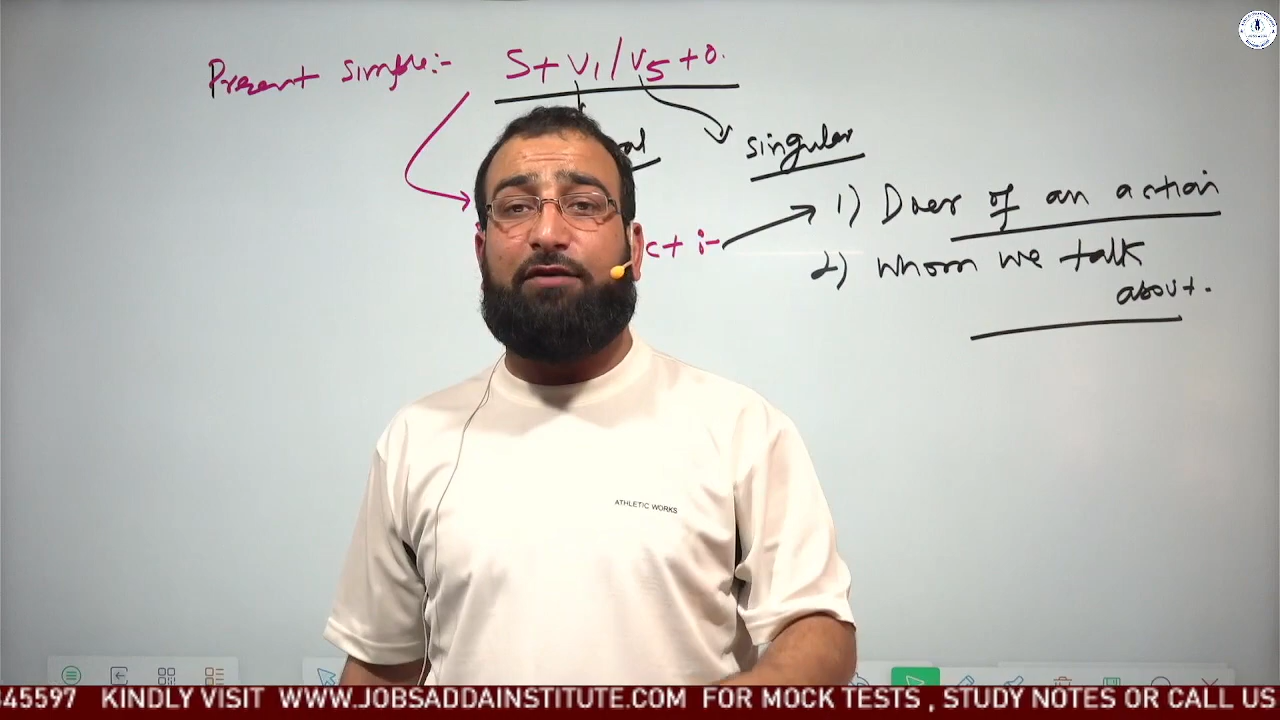 Present Simple:- S + V1 / V5 + O.
singular
1) Doer of an action
2) whom we talk
about.
ATHLETIC WORKS
345597 KINDLY VISIT WWW.JOBSADDAINSTITUTE.COM FOR MOCK TESTS , STUDY NOTES OR CALL US